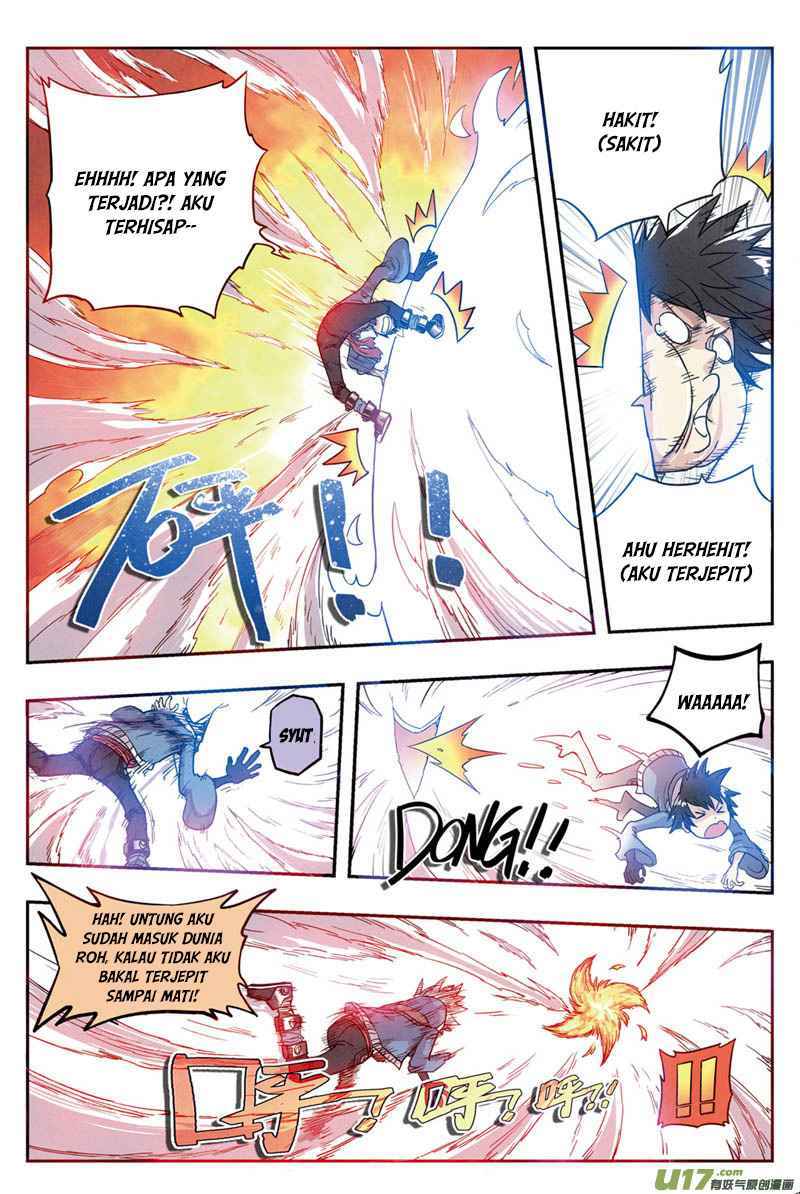 EHHHH! APA YANG
TERJADI?! AKU
TERHISAP--
HAKIT!
(SAKIT)
AHU HERHEHIT!
(AKU TERJEPIT)
呼!!
SYUT.
WAAAAA!
DONG!!
HAH! UNTUNG AKU
SUDAH MASUK DUNIA
ROH, KALAU TIDAK AKU
BAKAL TERJEPIT
SAMPAI MATI!
呼? 呼? 呼?!
!!
U17.com
有妖气原创漫画